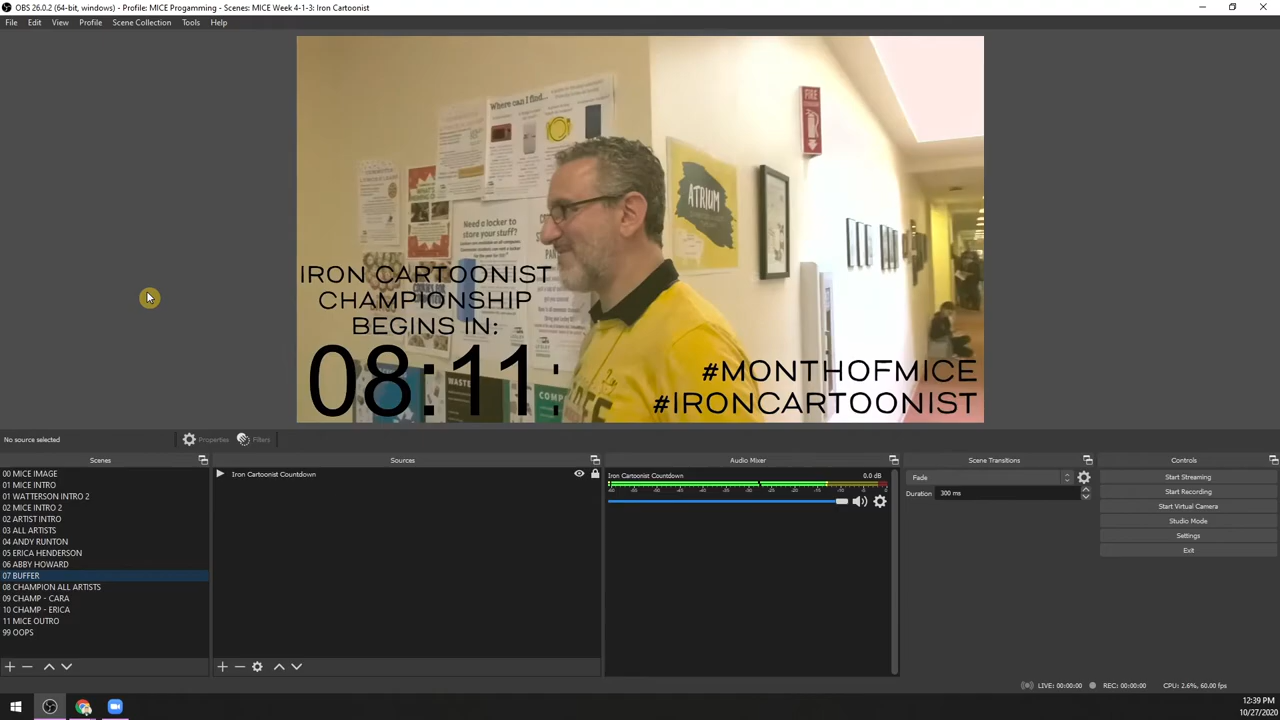 OBS 26.0.2 (64-bit, windows) - Profile: MICE Progamming - Scenes: MICE Week 4-1-3: Iron Cartoonist
File Edit View Profile Scene Collection Tools Help
Where can I find...
FIRE
ATRIUM
Need a locker to
store your stuff?
IRON CARTOONIST
CHAMPIONSHIP
BEGINS IN:
08:11:
WASTE
COMP
#MONTHOFMICE
#IRONCARTOONIST
No source selected
Properties
Filters
Scenes
00 MICE IMAGE
01 MICE INTRO
01 WATTERSON INTRO 2
02 MICE INTRO 2
02 ARTIST INTRO
03 ALL ARTISTS
04 ANDY RUNTON
05 ERICA HENDERSON
06 ABBY HOWARD
07 BUFFER
08 CHAMPION ALL ARTISTS
09 CHAMP - CARA
10 CHAMP - ERICA
11 MICE OUTRO
99 OOPS
Sources
Iron Cartoonist Countdown
Audio Mixer
Iron Cartoonist Countdown 0.0 dB
Scene Transitions
Fade
Duration 300 ms
Controls
Start Streaming
Start Recording
Start Virtual Camera
Studio Mode
Settings
Exit
LIVE: 00:00:00 REC: 00:00:00 CPU: 2.6%, 60.00 fps
12:39 PM
10/27/2020